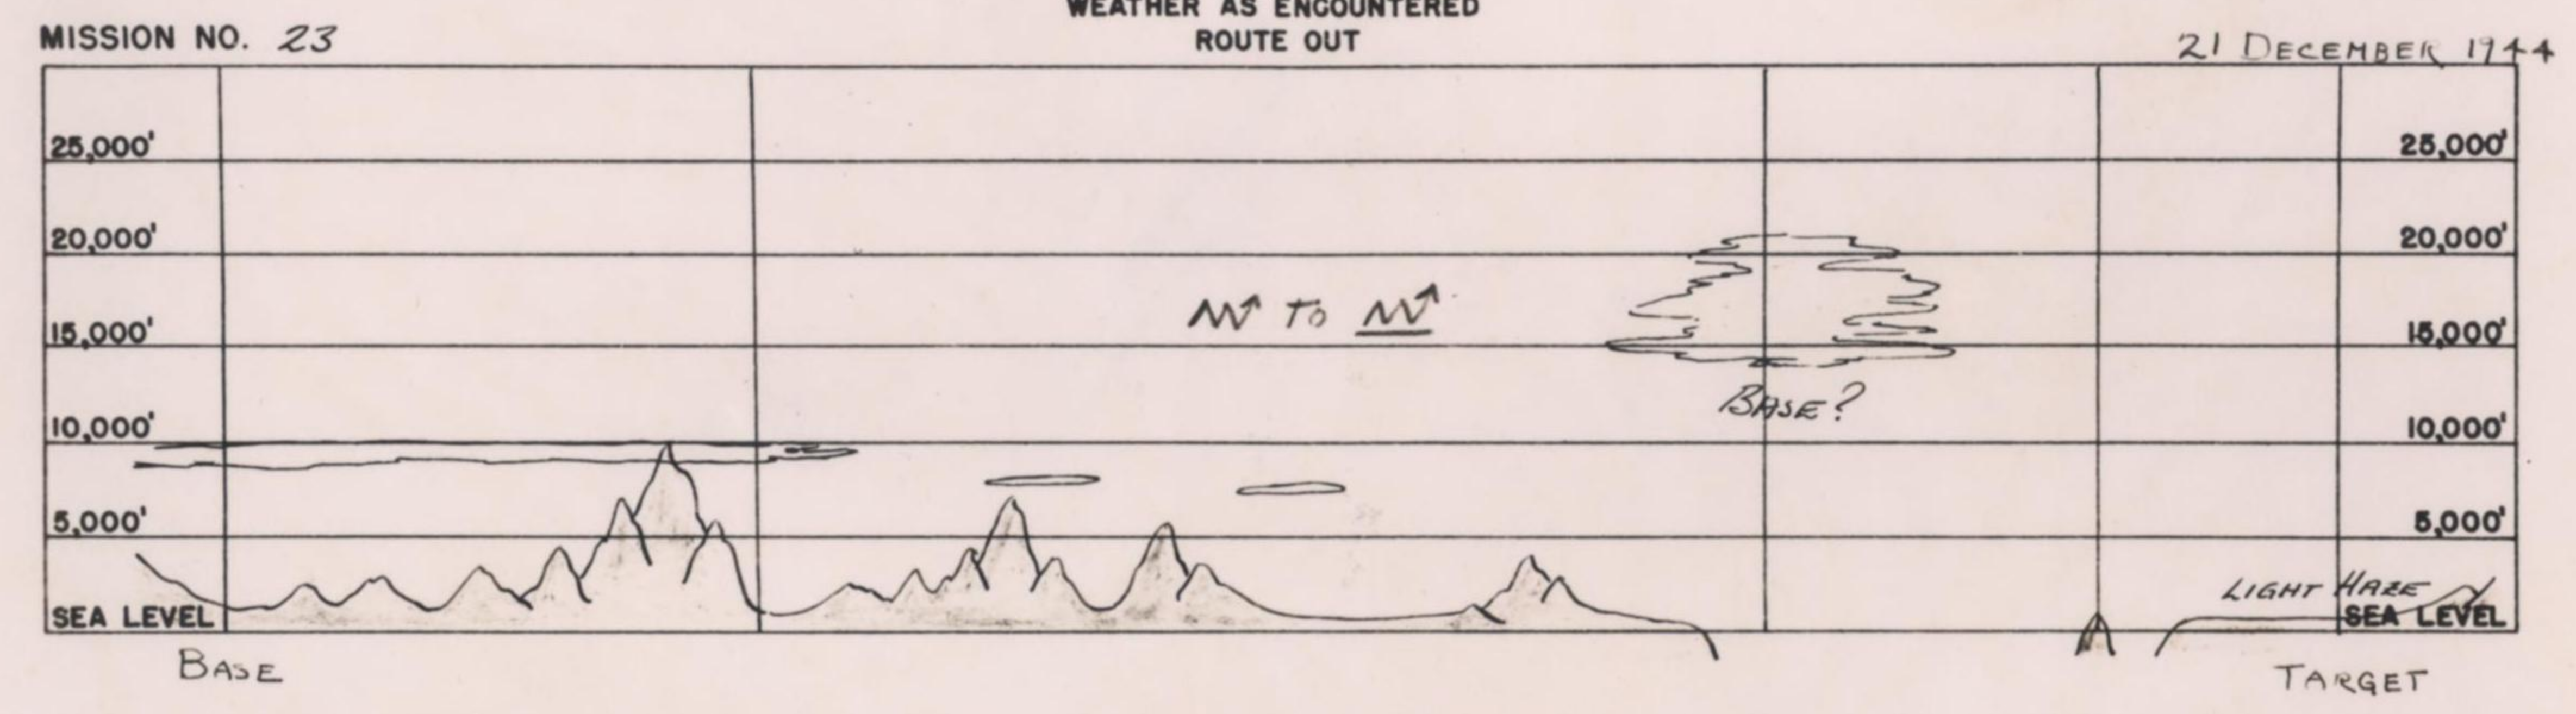 WEATHER AS ENCOUNTERED
MISSION NO. 23
ROUTE OUT
21 DECEMBER 1944
25,000' 25,000'
20,000' 20,000'
TO
15,000' 15,000'
BASE?
10,000' 10,000'
5,000' 5,000'
LIGHT HAZE
SEA LEVEL SEA LEVEL
BASE TARGET